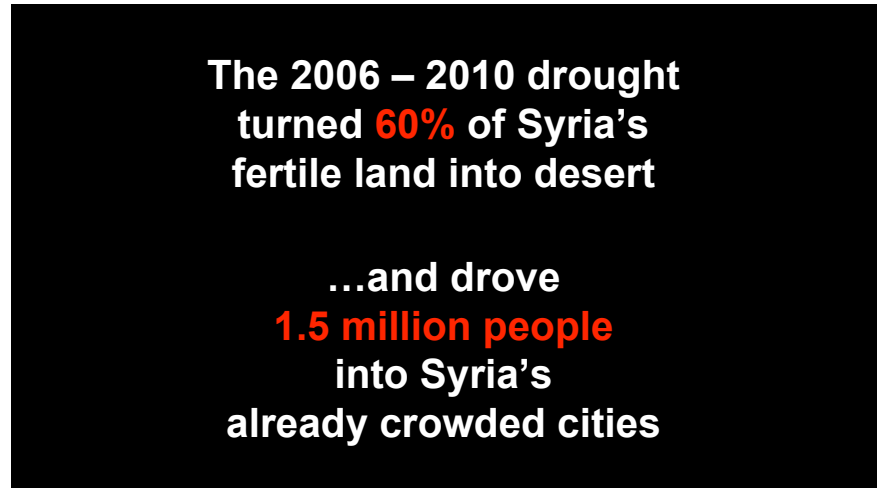 The 2006 – 2010 drought
turned 60% of Syria’s
fertile land into desert
…and drove
1.5 million people
into Syria’s
already crowded cities